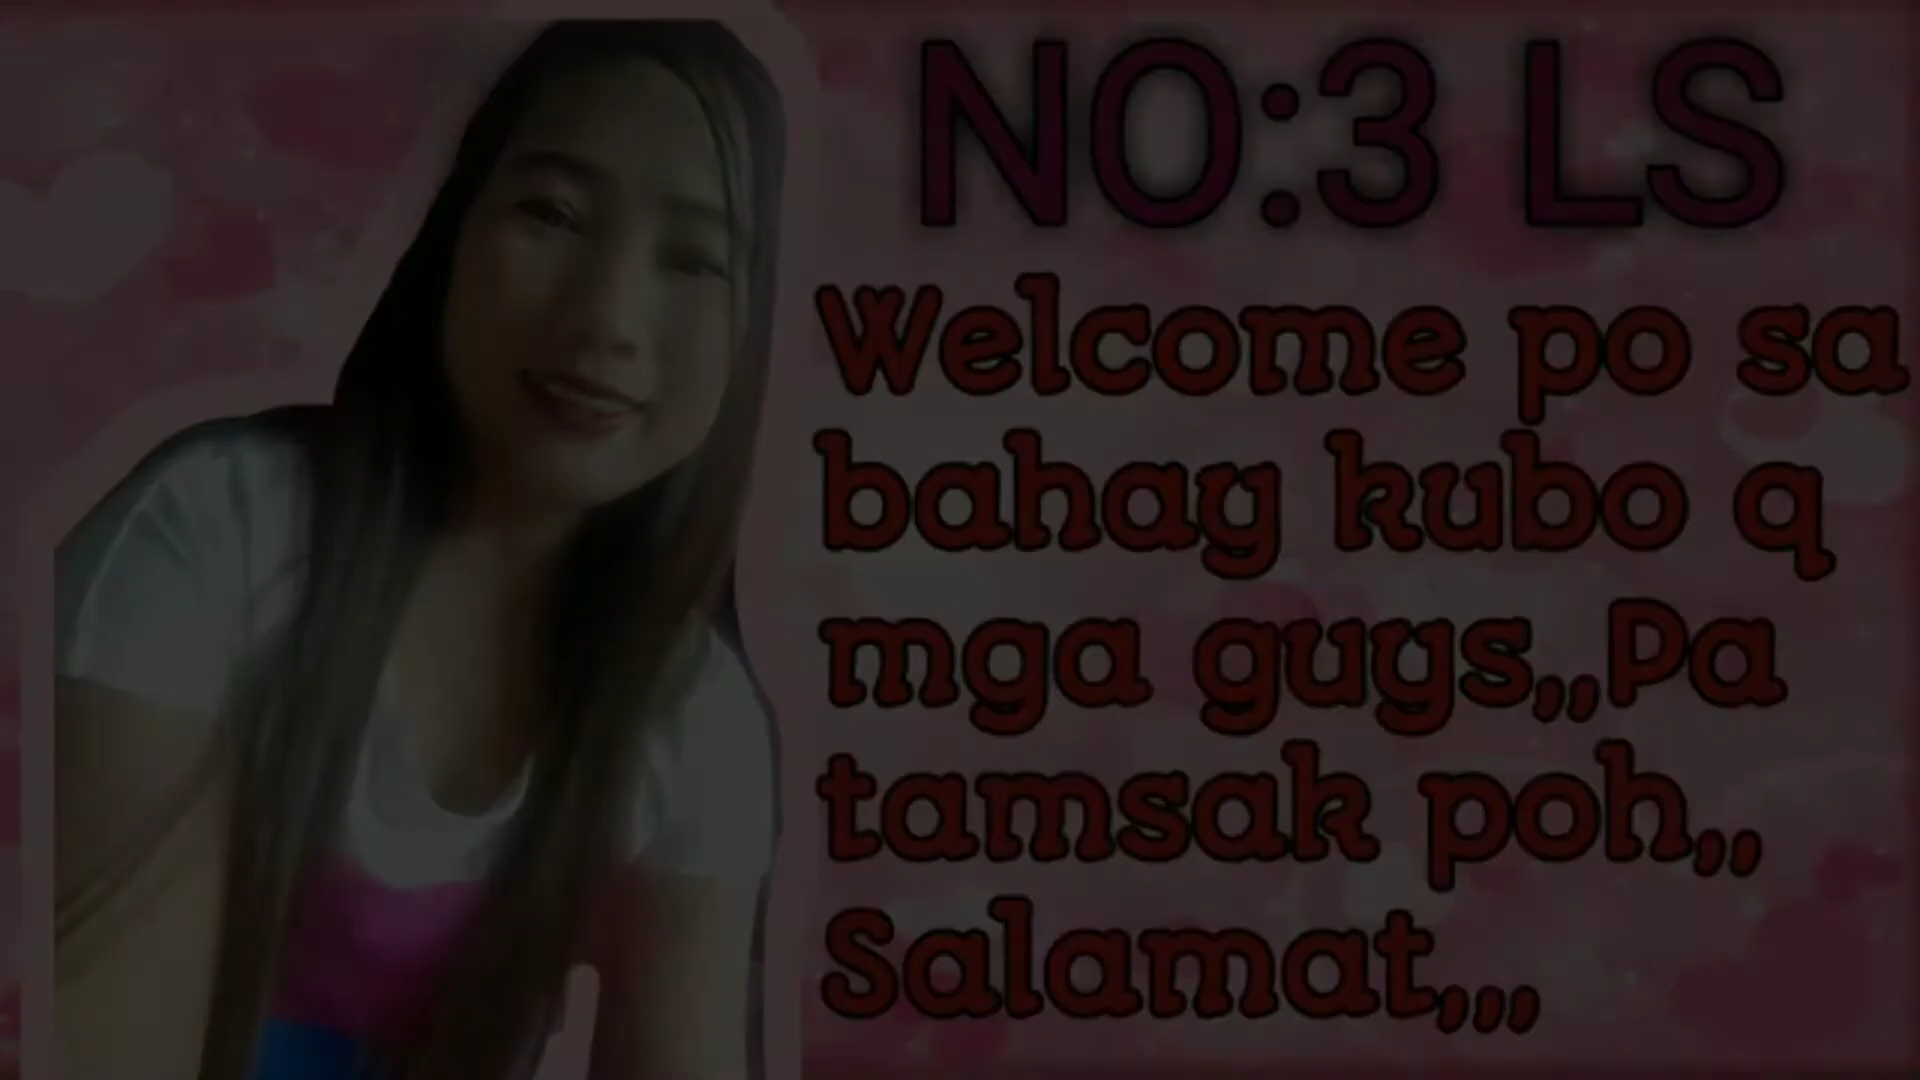 NO:3 LS
Welcome po sa
bahay kubo q
mga guys,,Pa
tamsak poh,,
Salamat,,,